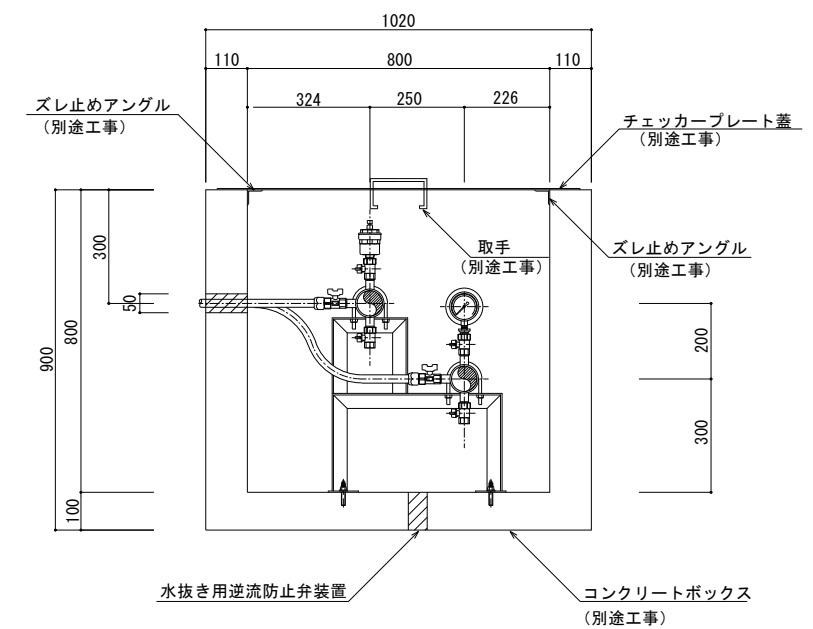 1020
110
800
110
324
250
226
ズレ止めアングル
(別途工事)
チェッカープレート蓋
(別途工事)
取手
(別途工事)
ズレ止めアングル
(別途工事)
300
50
800
900
100
200
300
水抜き用逆流防止弁装置
コンクリートボックス
(別途工事)